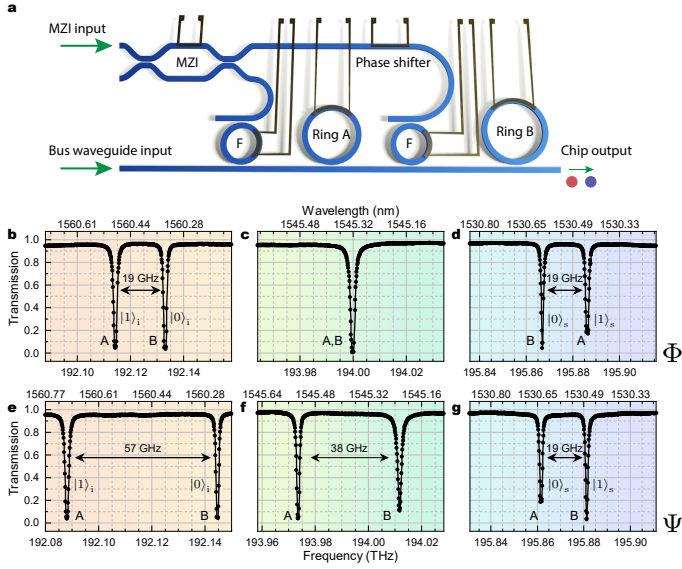 a
MZI input
MZI
Phase shifter
F
Ring A
F
Ring B
Bus waveguide input
Chip output
Wavelength (nm)
b
1560.61 1560.44 1560.28
c
1545.48 1545.32 1545.16
d
1530.80 1530.65 1530.49 1530.33
Transmission
1.0
0.8
0.6
0.4
0.2
0.0
19 GHz
|1⟩i
|0⟩i
A
B
192.10 192.12 192.14
A,B
193.98 194.00 194.02
19 GHz
|0⟩s
|1⟩s
B
A
195.84 195.86 195.88 195.90
Φ
e
1560.77 1560.61 1560.44 1560.28
f
1545.64 1545.48 1545.32 1545.16
g
1530.80 1530.65 1530.49 1530.33
Transmission
1.0
0.8
0.6
0.4
0.2
0.0
57 GHz
|1⟩i
|0⟩i
A
B
192.08 192.10 192.12 192.14
38 GHz
A
B
193.96 193.98 194.00 194.02
19 GHz
|0⟩s
|1⟩s
A
B
195.84 195.86 195.88 195.90
Ψ
Frequency (THz)